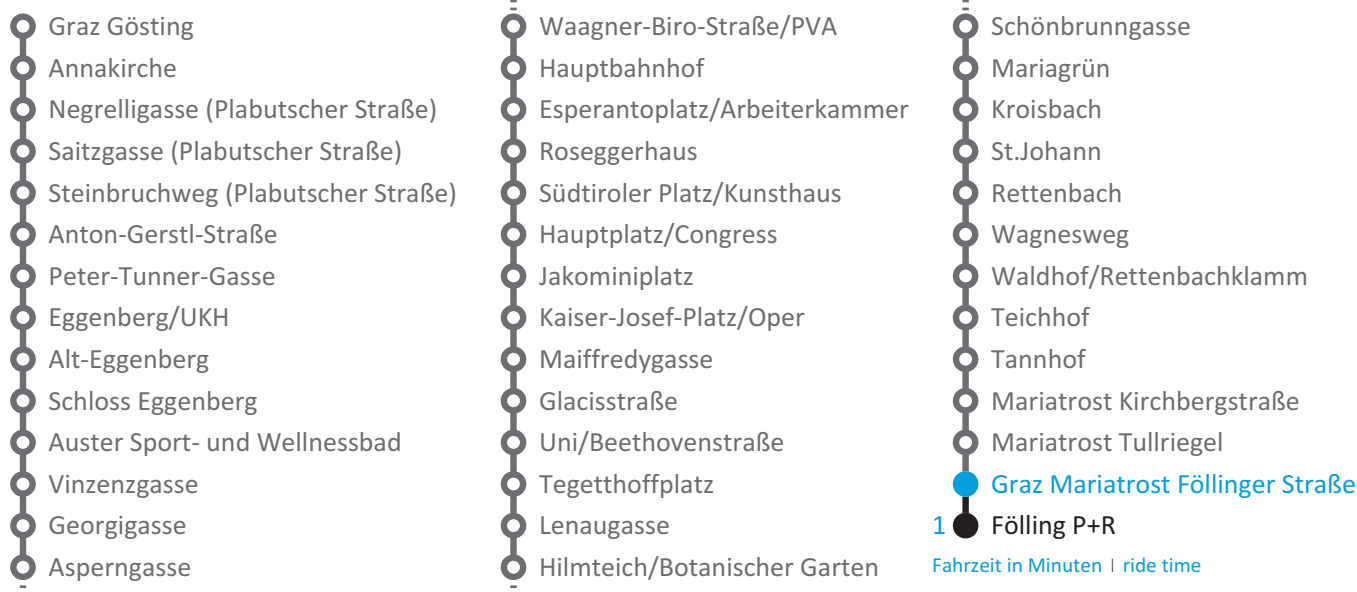 Graz Gösting
Annakirche
Negrelligasse (Plabutscher Straße)
Saitzgasse (Plabutscher Straße)
Steinbruchweg (Plabutscher Straße)
Anton-Gerstl-Straße
Peter-Tunner-Gasse
Eggenberg/UKH
Alt-Eggenberg
Schloss Eggenberg
Auster Sport- und Wellnessbad
Vinzenzgasse
Georgigasse
Asperngasse
Waagner-Biro-Straße/PVA
Hauptbahnhof
Esperantoplatz/Arbeiterkammer
Roseggerhaus
Südtiroler Platz/Kunsthaus
Hauptplatz/Congress
Jakominiplatz
Kaiser-Josef-Platz/Oper
Maiffredygasse
Glacisstraße
Uni/Beethovenstraße
Tegetthoffplatz
Lenaugasse
Hilmteich/Botanischer Garten
Schönbrunngasse
Mariagrün
Kroisbach
St.Johann
Rettenbach
Wagnesweg
Waldhof/Rettenbachklamm
Teichhof
Tannhof
Mariatrost Kirchbergstraße
Mariatrost Tullriegel
Graz Mariatrost Föllinger Straße
1 Fölling P+R
Fahrzeit in Minuten | ride time